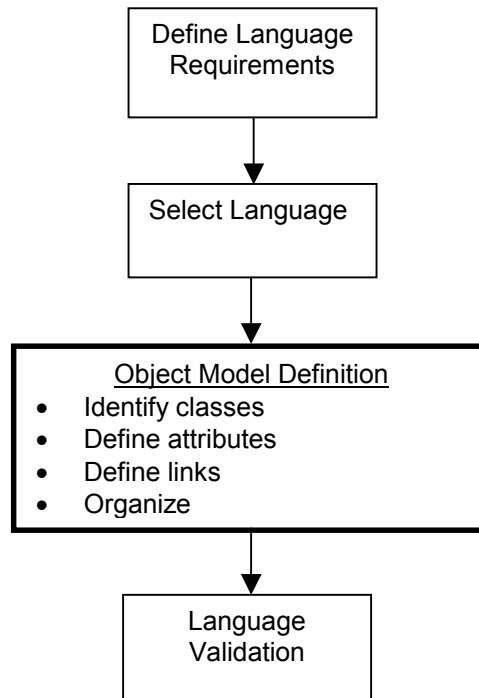 Define Language
Requirements
Select Language
Object Model Definition
• Identify classes
• Define attributes
• Define links
• Organize
Language
Validation